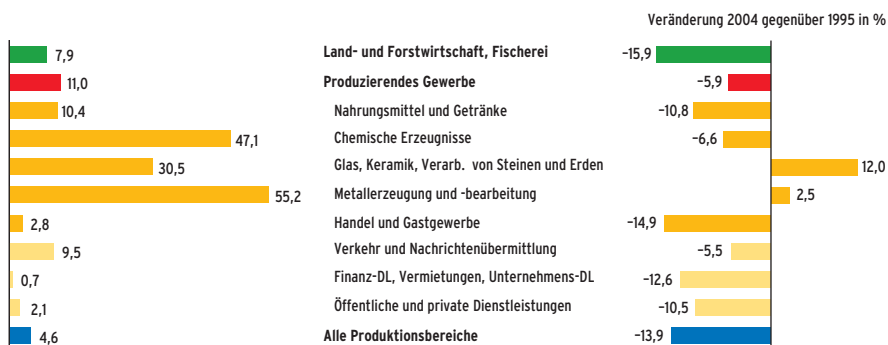 Veränderung 2004 gegenüber 1995 in %
7,9 Land- und Forstwirtschaft, Fischerei –15,9
11,0 Produzierendes Gewerbe –5,9
10,4 Nahrungsmittel und Getränke –10,8
47,1 Chemische Erzeugnisse –6,6
30,5 Glas, Keramik, Verarb. von Steinen und Erden 12,0
55,2 Metallerzeugung und -bearbeitung 2,5
2,8 Handel und Gastgewerbe –14,9
9,5 Verkehr und Nachrichtenübermittlung –5,5
0,7 Finanz-DL, Vermietungen, Unternehmens-DL –12,6
2,1 Öffentliche und private Dienstleistungen –10,5
4,6 Alle Produktionsbereiche –13,9